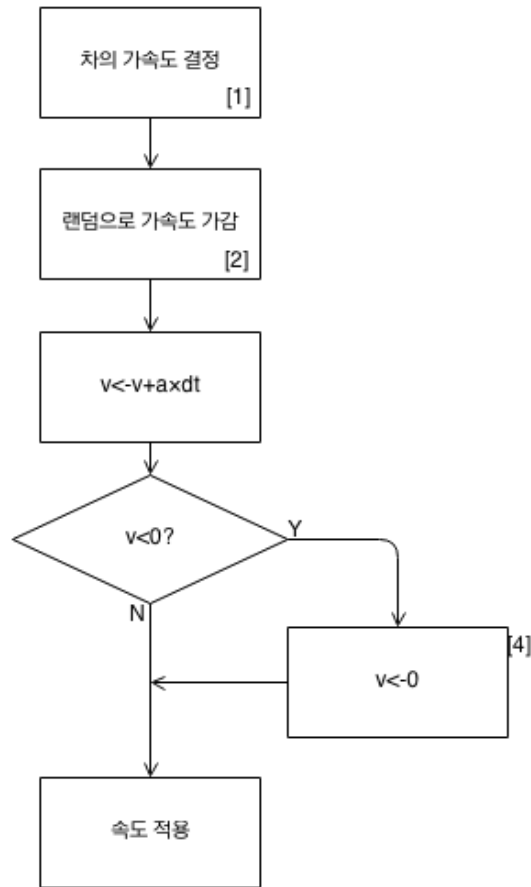 차의 가속도 결정
[1]
랜덤으로 가속도 가감
[2]
v<-v+a×dt
v<0?
Y
N
[4]
v<-0
속도 적용